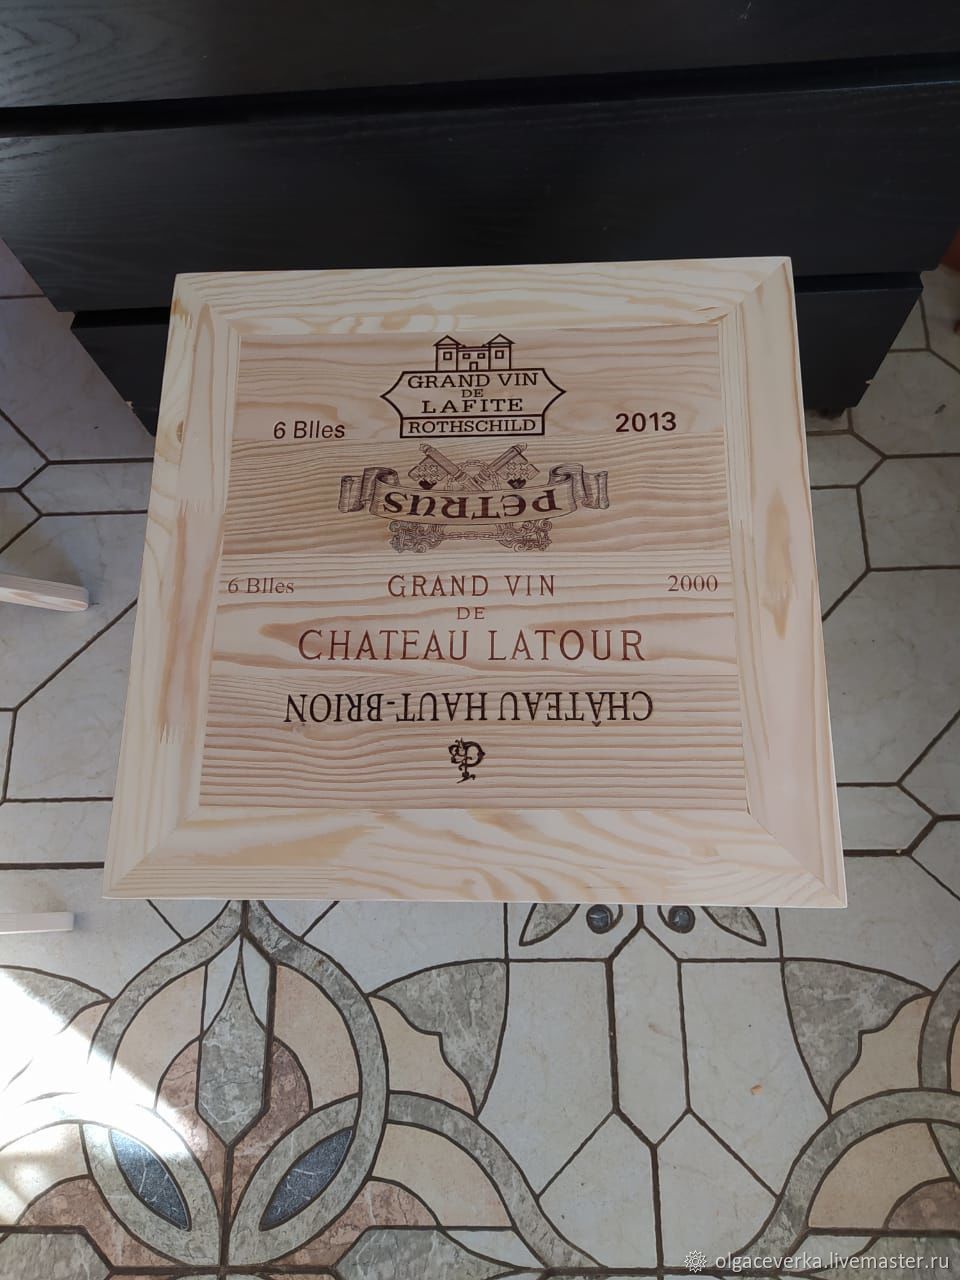 GRAND VIN
DE
LAFITE
ROTHSCHILD
6 Blles
2013
PETRUS
6 Blles
GRAND VIN
2000
DE
CHATEAU LATOUR
CHÂTEAU HAUT-BRION
olgaceverka.livemaster.ru